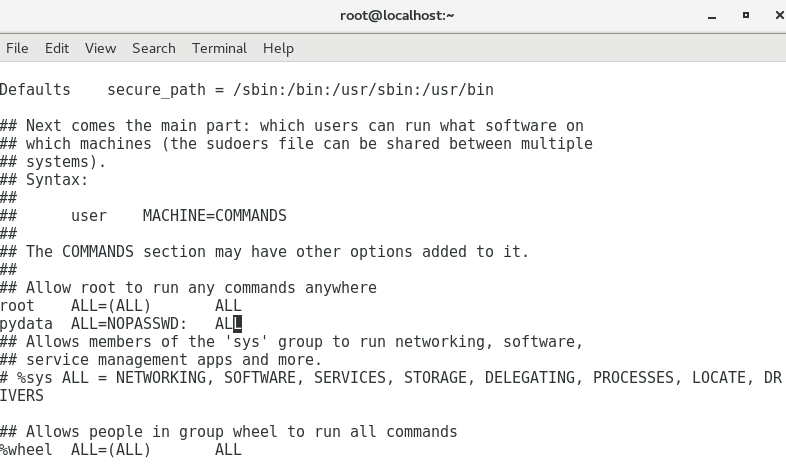 root@localhost:~
File Edit View Search Terminal Help
Defaults    secure_path = /sbin:/bin:/usr/sbin:/usr/bin
## Next comes the main part: which users can run what software on
## which machines (the sudoers file can be shared between multiple
## systems).
## Syntax:
##
##      user    MACHINE=COMMANDS
##
## The COMMANDS section may have other options added to it.
##
## Allow root to run any commands anywhere
root    ALL=(ALL)       ALL
pydata  ALL=NOPASSWD:   ALL
## Allows members of the 'sys' group to run networking, software,
## service management apps and more.
# %sys ALL = NETWORKING, SOFTWARE, SERVICES, STORAGE, DELEGATING, PROCESSES, LOCATE, DR
IVERS
## Allows people in group wheel to run all commands
%wheel  ALL=(ALL)       ALL